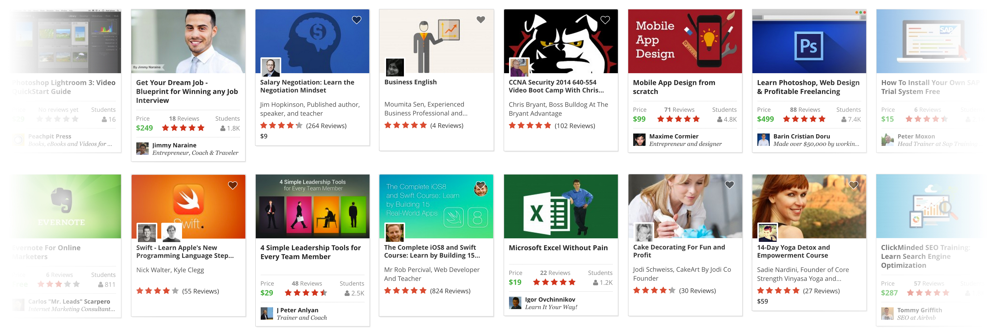 Photoshop Lightroom 3: Video
QuickStart Guide
Price
No reviews yet
Students
$29
16
Peachpit Press
Books, eBooks and Videos for ...
By Jimmy Naraine
Get Your Dream Job -
Blueprint for Winning any Job
Interview
Price
18 Reviews
Students
$249
1.8K
Jimmy Naraine
Entrepreneur, Coach & Traveler
$
Salary Negotiation: Learn the
Negotiation Mindset
Jim Hopkinson, Published author,
speaker, and teacher
(264 Reviews)
$9
Business English
Moumita Sen, Experienced
Business Professional and...
(4 Reviews)
CCNA Security 2014 640-554
Video Boot Camp With Chris...
Chris Bryant, Boss Bulldog At The
Bryant Advantage
(102 Reviews)
Mobile
App
Design
Mobile App Design from
scratch
Price
71 Reviews
Students
$99
4.8K
Maxime Cormier
Entrepreneur and designer
Ps
Learn Photoshop, Web Design
& Profitable Freelancing
Price
88 Reviews
Students
$499
7.4K
Barin Cristian Doru
Made over $50,000 by workin...
SAP
How To Install Your Own SAP
Trial System Free
Price
6 Reviews
Students
$15
Peter Moxon
Head Trainer at Sap Training
EVERNOTE
Evernote For Online
Marketers
Price
6 Reviews
Students
Free
811
Carlos "Mr. Leads" Scarpero
Internet Marketing Consultant...
Swift.
Swift - Learn Apple's New
Programming Language Step...
Nick Walter, Kyle Clegg
(55 Reviews)
4 Simple Leadership Tools
for Every Team Member
4 Simple Leadership Tools for
Every Team Member
Price
48 Reviews
Students
$29
2.5K
J Peter Anlyan
Trainer and Coach
The Complete iOS8
and Swift Course: Learn
by Building 15
Real-World Apps
8
The Complete iOS8 and Swift
Course: Learn by Building 15...
Mr Rob Percival, Web Developer
And Teacher
(824 Reviews)
X
Microsoft Excel Without Pain
Price
22 Reviews
Students
$19
1.2K
Igor Ovchinnikov
Learn It Your Way!
Cake Decorating For Fun and
Profit
Jodi Schweiss, CakeArt By Jodi Co
Founder
(30 Reviews)
14-Day Yoga Detox and
Empowerment Course
Sadie Nardini, Founder of Core
Strength Vinyasa Yoga and...
(27 Reviews)
$59
ClickMinded SEO Training:
Learn Search Engine
Optimization
Price
57 Reviews
Students
$287
Tommy Griffith
SEO at Airbnb